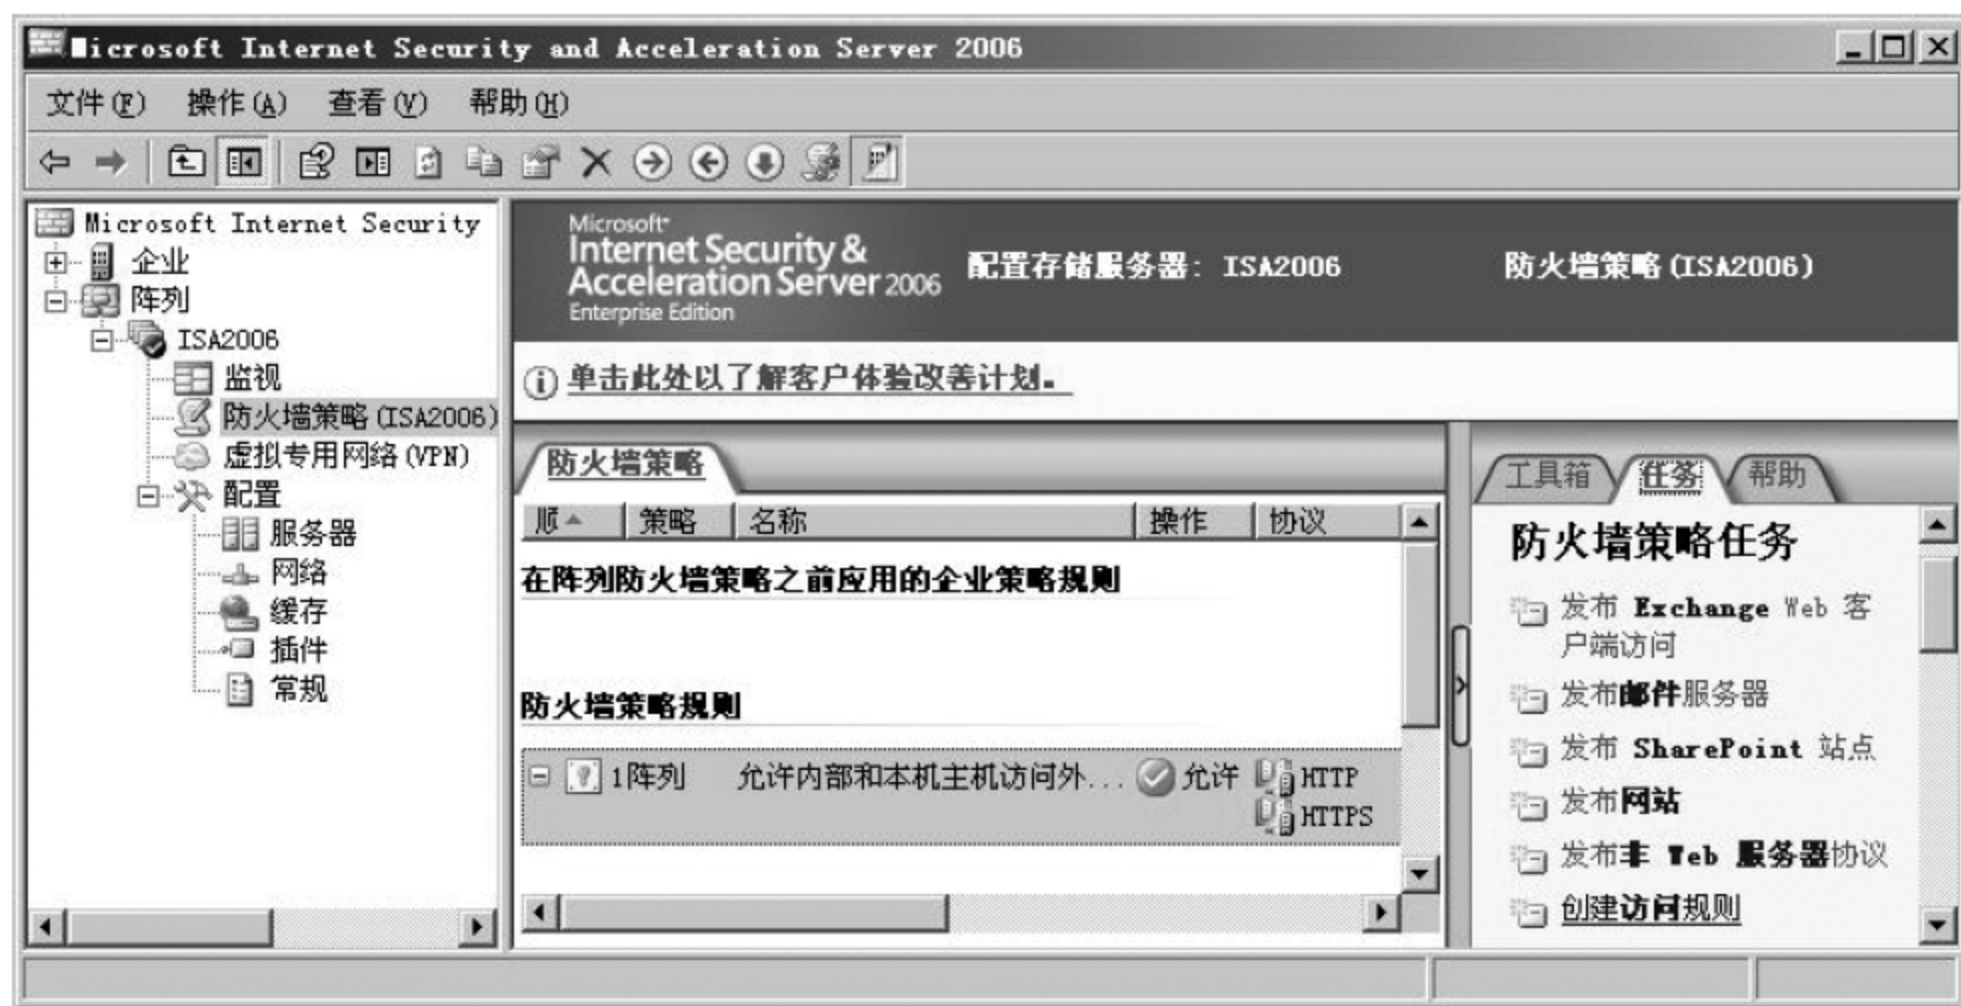 Microsoft Internet Security and Acceleration Server 2006
文件(F) 操作(A) 查看(V) 帮助(H)
Microsoft Internet Security
企业
阵列
ISA2006
监视
防火墙策略(ISA2006)
虚拟专用网络(VPN)
配置
服务器
网络
缓存
插件
常规
Microsoft
Internet Security &
Acceleration Server 2006
Enterprise Edition
配置存储服务器: ISA2006
防火墙策略(ISA2006)
单击此处以了解客户体验改善计划。
防火墙策略
顺 策略 名称 操作 协议
在阵列防火墙策略之前应用的企业策略规则
防火墙策略规则
1 阵列 允许内部和本机主机访问外... 允许 HTTP
HTTPS
工具箱 任务 帮助
防火墙策略任务
发布 Exchange Web 客
户端访问
发布邮件服务器
发布 SharePoint 站点
发布网站
发布非 Web 服务器协议
创建访问规则